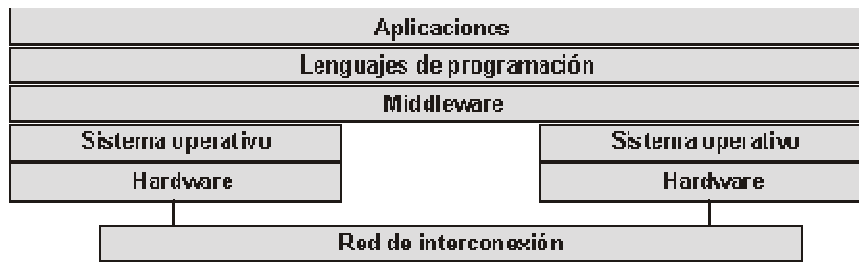 Aplicaciones
Lenguajes de programación
Middleware
Sistema operativo
Sistema operativo
Hardware
Hardware
Red de interconexión